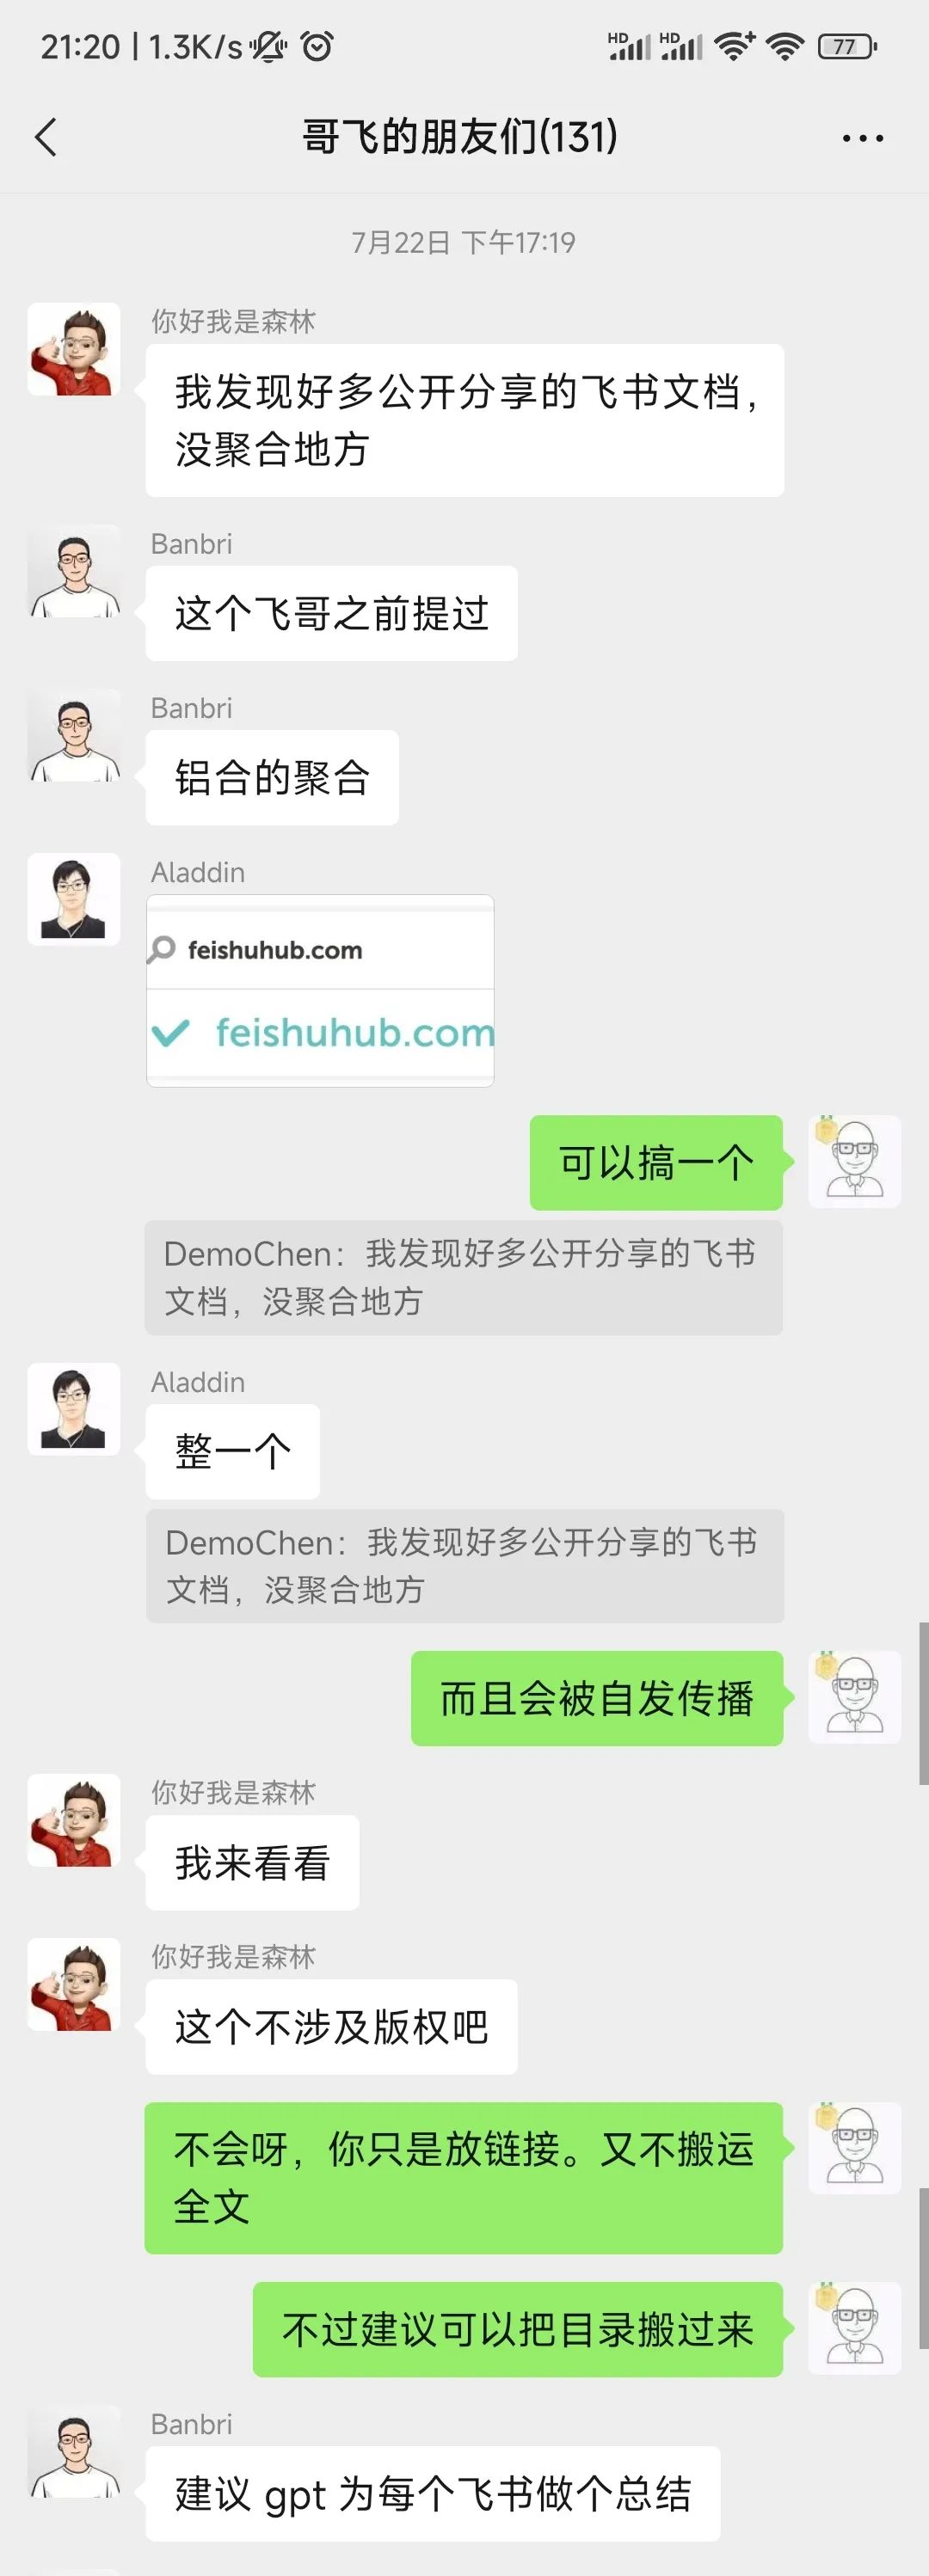 21:20 | 1.3K/s
HD HD 77
哥飞的朋友们(131)
7月22日 下午17:19
你好我是森林
我发现好多公开分享的飞书文档，
没聚合地方
Banbri
这个飞哥之前提过
Banbri
铝合的聚合
Aladdin
feishuhub.com
feishuhub.com
可以搞一个
DemoChen：我发现好多公开分享的飞书
文档，没聚合地方
Aladdin
整一个
DemoChen：我发现好多公开分享的飞书
文档，没聚合地方
而且会被自发传播
你好我是森林
我来看看
你好我是森林
这个不涉及版权吧
不会呀，你只是放链接。又不搬运
全文
不过建议可以把目录搬过来
Banbri
建议 gpt 为每个飞书做个总结